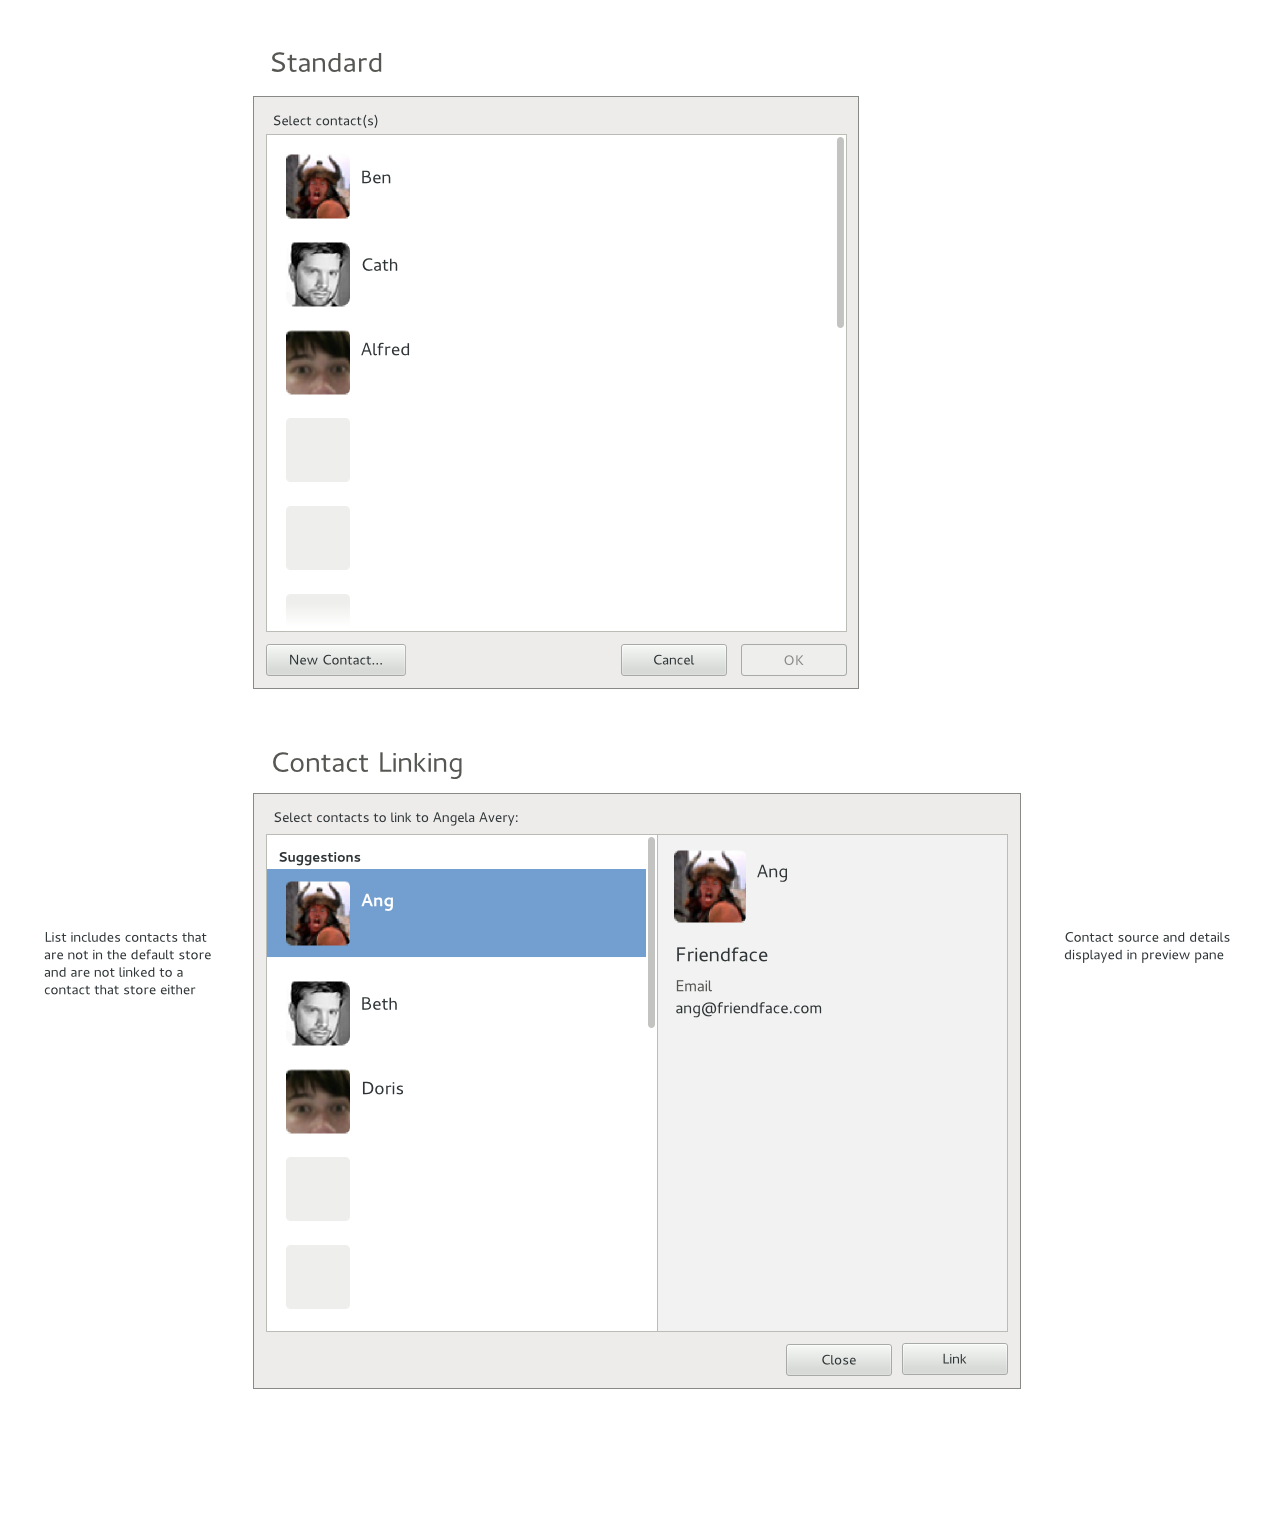 Standard
Select contact(s)
Ben
Cath
Alfred
New Contact...
Cancel
OK
Contact Linking
Select contacts to link to Angela Avery:
Suggestions
Ang
Beth
Doris
Ang
Friendface
Email
ang@friendface.com
Close
Link
List includes contacts that
are not in the default store
and are not linked to a
contact that store either
Contact source and details
displayed in preview pane